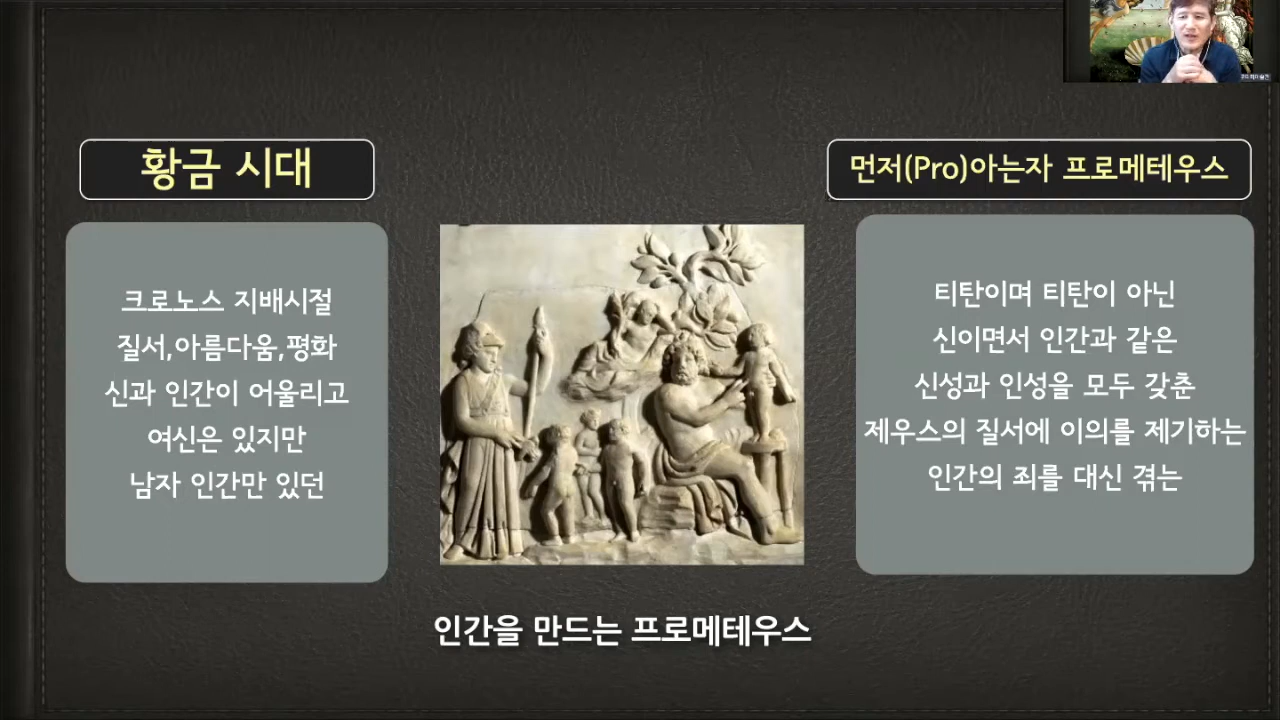 황금 시대
크로노스 지배시절
질서,아름다움,평화
신과 인간이 어울리고
여신은 있지만
남자 인간만 있던
인간을 만드는 프로메테우스
먼저(Pro)아는자 프로메테우스
티탄이며 티탄이 아닌
신이면서 인간과 같은
신성과 인성을 모두 갖춘
제우스의 질서에 이의를 제기하는
인간의 죄를 대신 겪는